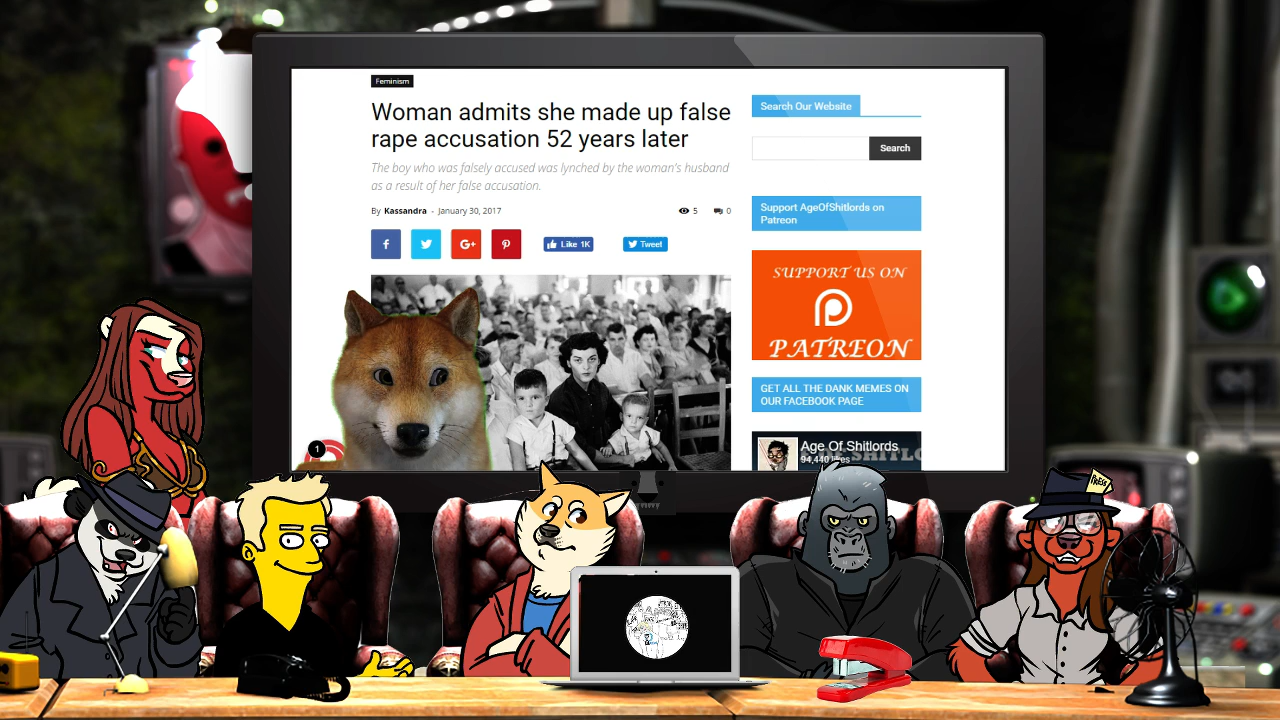 Feminism
Woman admits she made up false
rape accusation 52 years later
The boy who was falsely accused was lynched by the woman's husband
as a result of her false accusation.
By Kassandra - January 30, 2017
5
0
f
G+
Like 1K
Tweet
1
Search Our Website
Search
Support AgeOfShitlords on
Patreon
SUPPORT US ON
PATREON
GET ALL THE DANK MEMES ON
OUR FACEBOOK PAGE
Age Of Shitlords
94,440 likes
PRESS